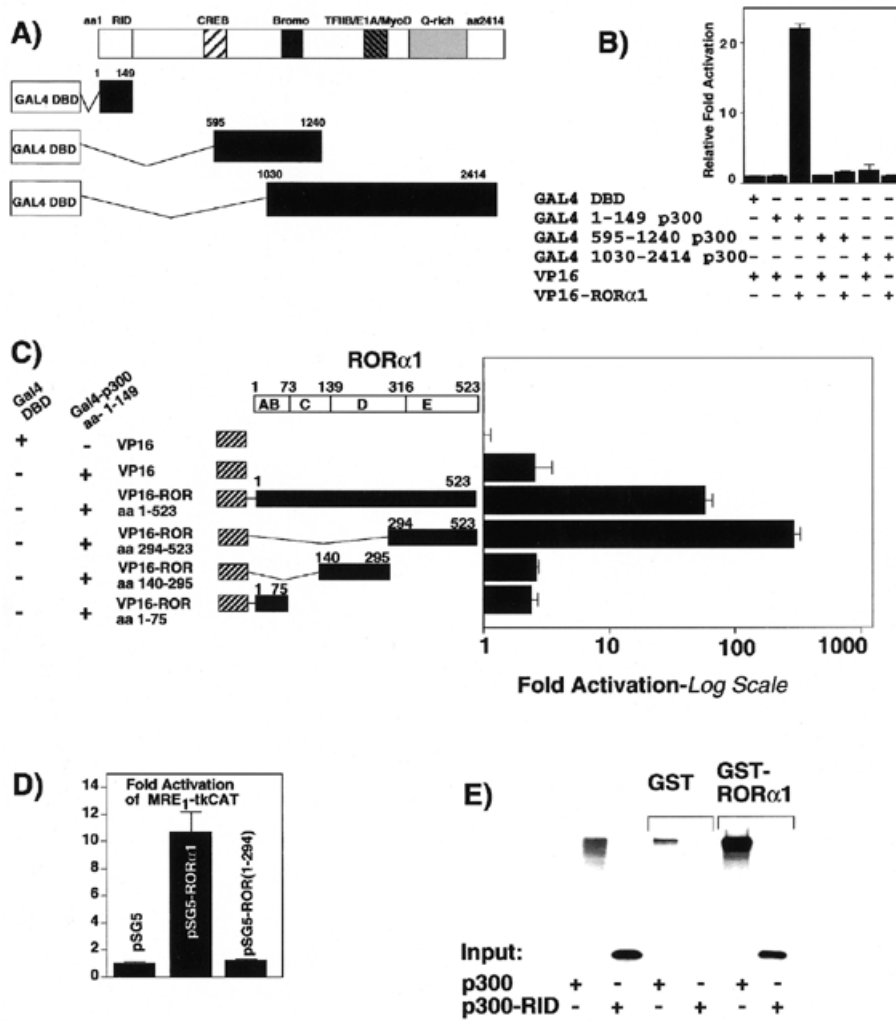 A)
aa1 RID CREB Bromo TFIIB/E1A/MyoD Q-rich aa2414
1 149
GAL4 DBD
595 1240
GAL4 DBD
1030 2414
GAL4 DBD
B)
Relative Fold Activation
20
10
0
GAL4 DBD + - - - - - -
GAL4 1-149 p300 - + + - - - -
GAL4 595-1240 p300 - - - + + - -
GAL4 1030-2414 p300 - - - - - + +
VP16 + + - + - + -
VP16-RORα1 - - + - + - +
C)
Gal4 DBD
Gal4-p300 aa- 1-149
RORα1
1 73 139 316 523
AB C D E
+ - VP16
- + VP16
1 523
- + VP16-ROR
aa 1-523
294 523
- + VP16-ROR
aa 294-523
140 295
- + VP16-ROR
aa 140-295
1 75
- + VP16-ROR
aa 1-75
1 10 100 1000
Fold Activation-Log Scale
D)
Fold Activation
of MRE1-tkCAT
14
12
10
8
6
4
2
0
pSG5
pSG5-RORα1
pSG5-ROR(1-294)
E)
GST GST-
RORα1
Input:
p300 + - + - + -
p300-RID - + - + - +